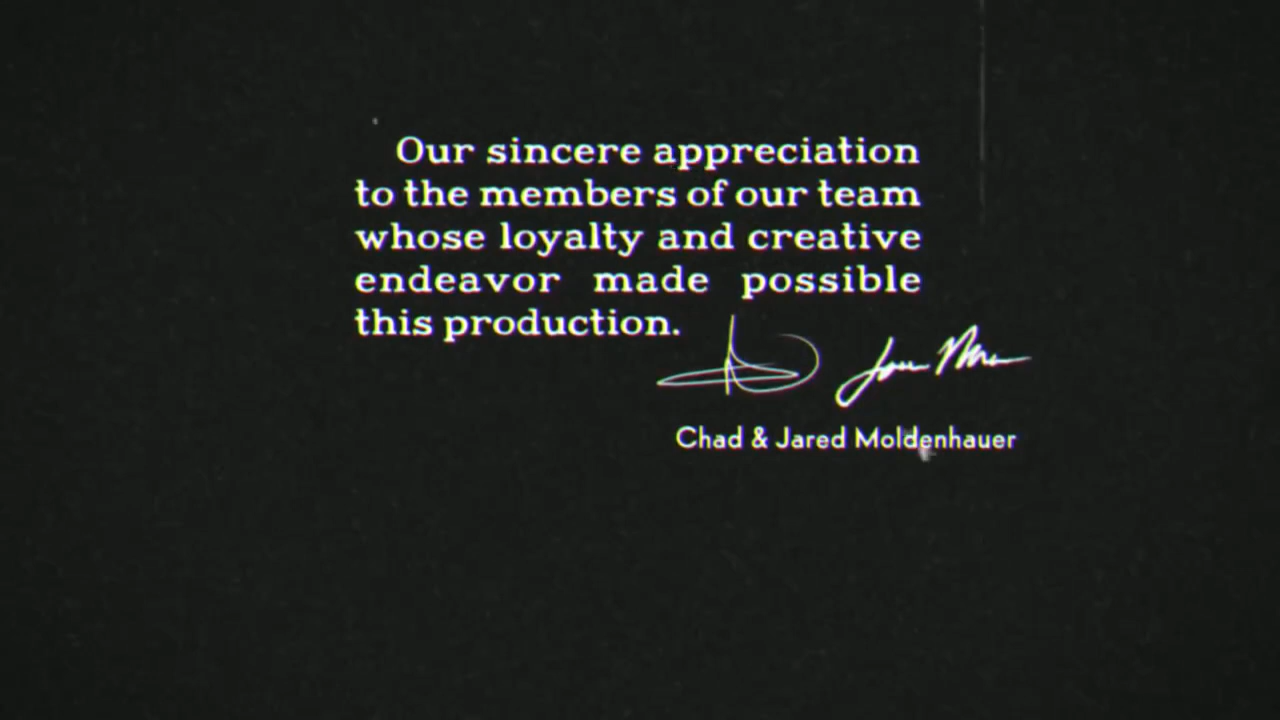 Our sincere appreciation
to the members of our team
whose loyalty and creative
endeavor made possible
this production.
Chad & Jared Moldenhauer